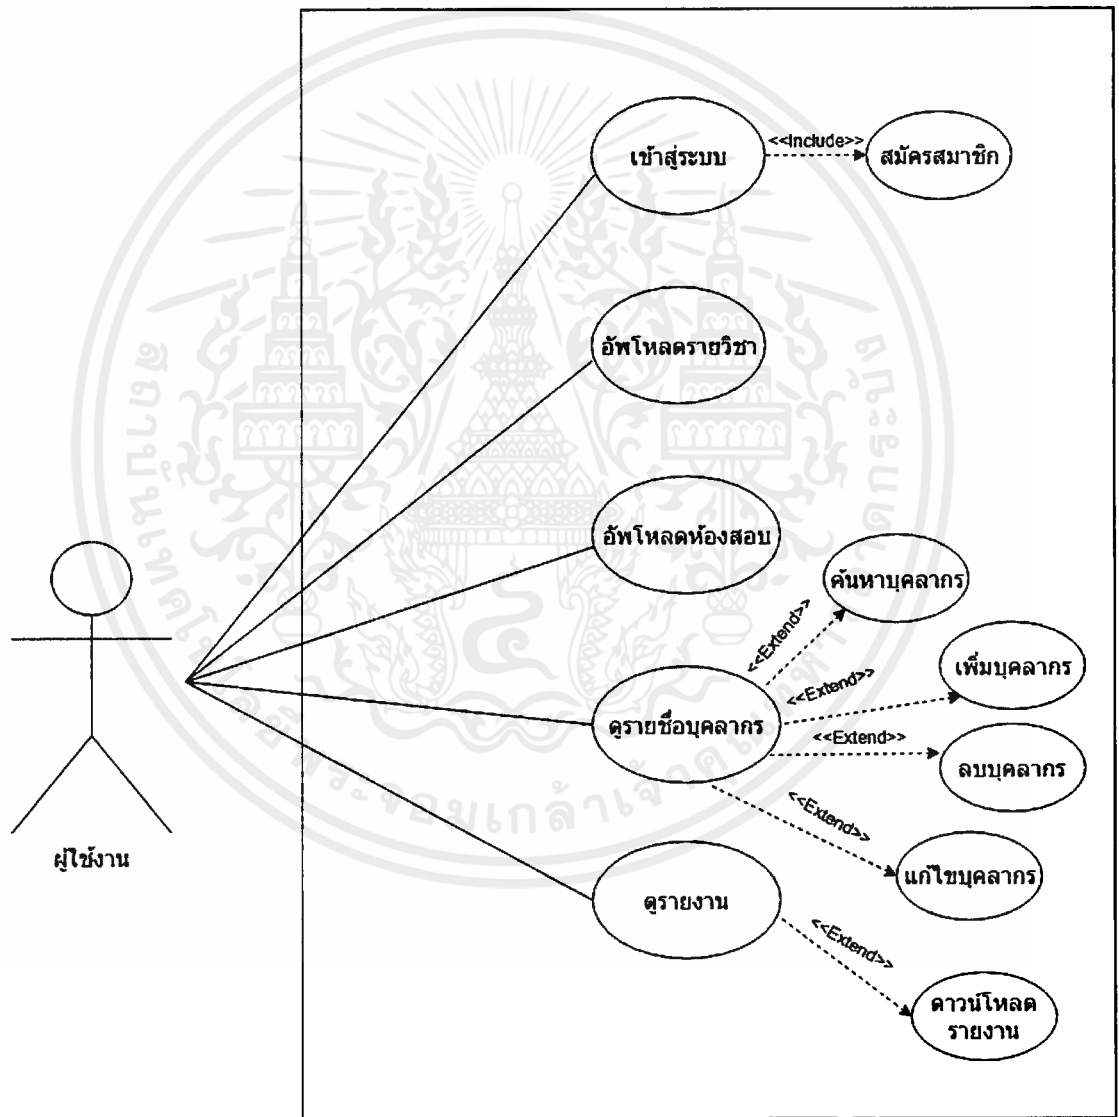 เข้าสู่ระบบ
<<Include>>
สมัครสมาชิก
อัพโหลดรายวิชา
อัพโหลดห้องสอบ
ค้นหาบุคลากร
<<Extend>>
เพิ่มบุคลากร
<<Extend>>
ดูรายชื่อบุคลากร
<<Extend>>
ลบบุคลากร
<<Extend>>
แก้ไขบุคลากร
ผู้ใช้งาน
ดูรายงาน
<<Extend>>
ดาวน์โหลด
รายงาน